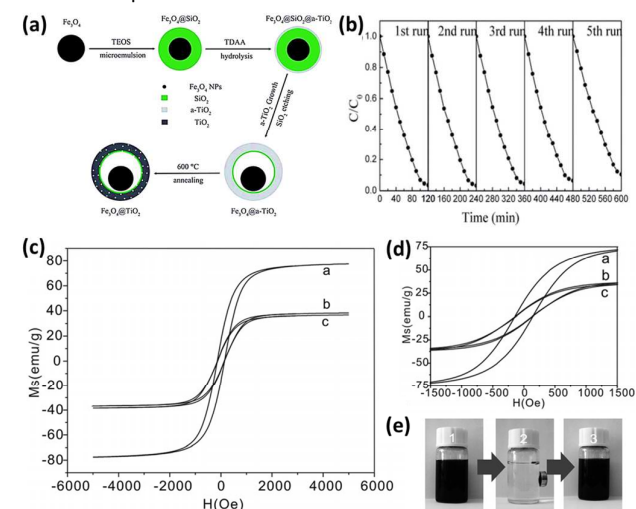 (a)
Fe3O4
TEOS
microemulsion
Fe3O4@SiO2
TDAA
hydrolysis
Fe3O4@SiO2@a-TiO2
Fe3O4 NPs
SiO2
a-TiO2
TiO2
a-TiO2 Growth
SiO2 etching
600 °C
annealing
Fe3O4@TiO2
Fe3O4@a-TiO2
(b)
1st run 2nd run 3rd run 4th run 5th run
C/C0
1.0
0.8
0.6
0.4
0.2
0.0
0 40 80 120 160 200 240 280 320 360 400 440 480 520 560 600
Time (min)
(c)
Ms(emu/g)
80
60
40
20
0
-20
-40
-60
-80
a
b
c
-6000 -4000 -2000 0 2000 4000 6000
H(Oe)
(d)
Ms(emu/g)
75
50
25
0
-25
-50
-75
a
b
c
-1500 -1000 -500 0 500 1000 1500
H(Oe)
(e)
1 2 3